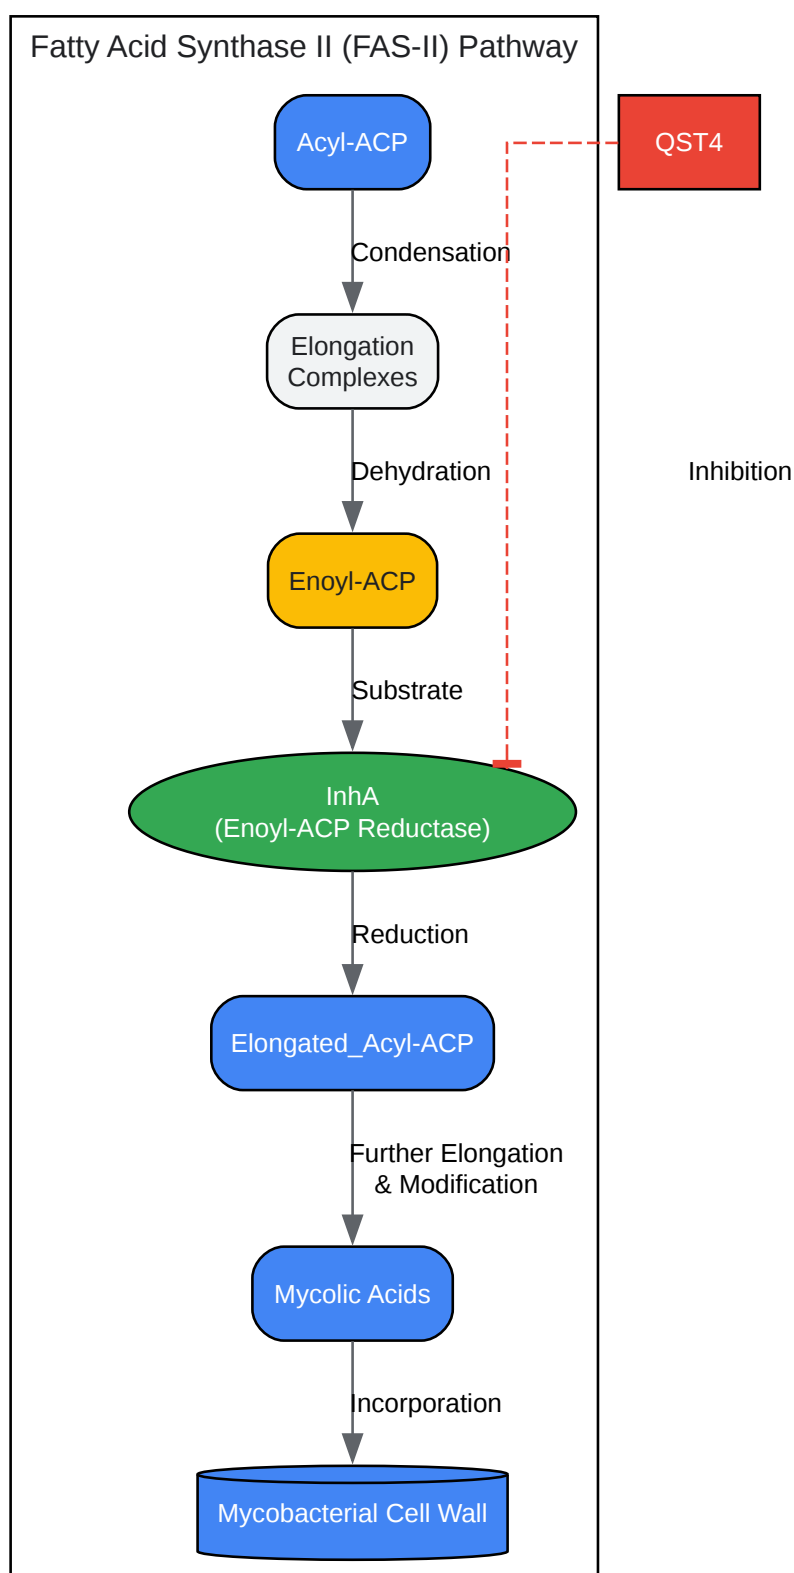 Fatty Acid Synthase II (FAS-II) Pathway
Acyl-ACP
QST4
Condensation
Elongation
Complexes
Dehydration
Inhibition
Enoyl-ACP
Substrate
InhA
(Enoyl-ACP Reductase)
Reduction
Elongated_Acyl-ACP
Further Elongation
& Modification
Mycolic Acids
Incorporation
Mycobacterial Cell Wall